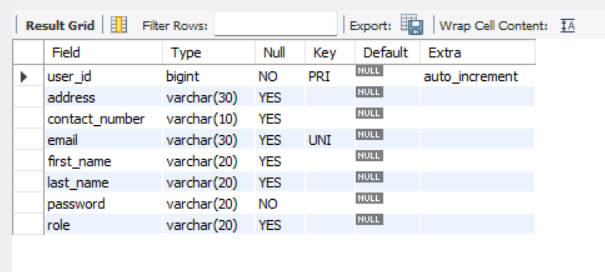 Result Grid Filter Rows: Export: Wrap Cell Content: IA
Field Type Null Key Default Extra
user_id bigint NO PRI NULL auto_increment
address varchar(30) YES NULL
contact_number varchar(10) YES NULL
email varchar(30) YES UNI NULL
first_name varchar(20) YES NULL
last_name varchar(20) YES NULL
password varchar(20) NO NULL
role varchar(20) YES NULL